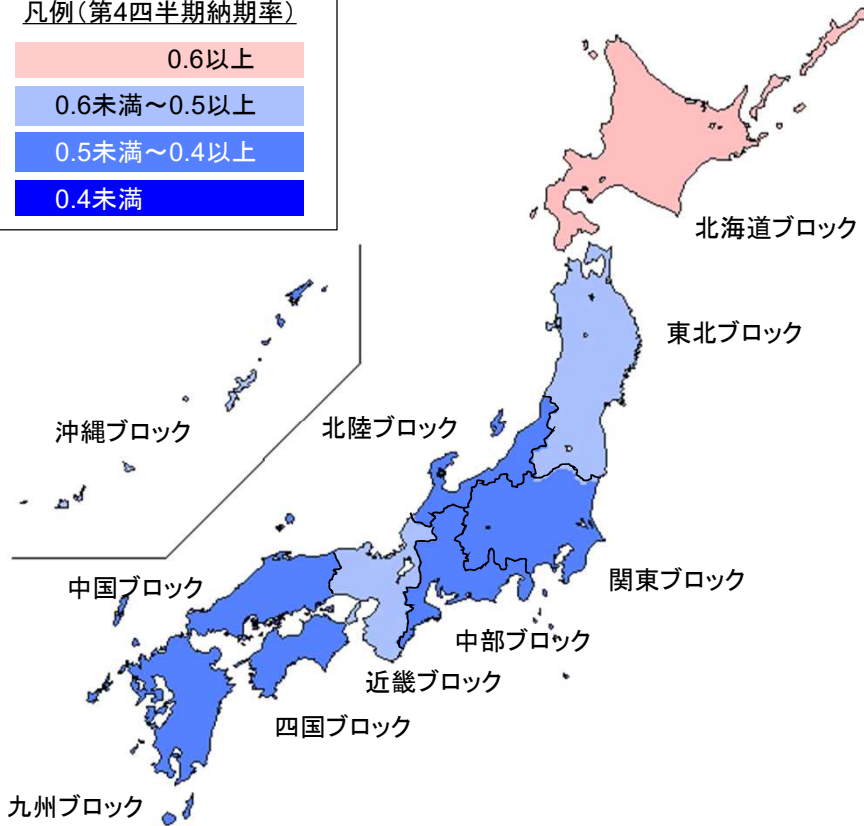 凡例(第4四半期納期率)
0.6以上
0.6未満～0.5以上
0.5未満～0.4以上
0.4未満
北海道ブロック
東北ブロック
沖縄ブロック
北陸ブロック
関東ブロック
中国ブロック
中部ブロック
近畿ブロック
四国ブロック
九州ブロック